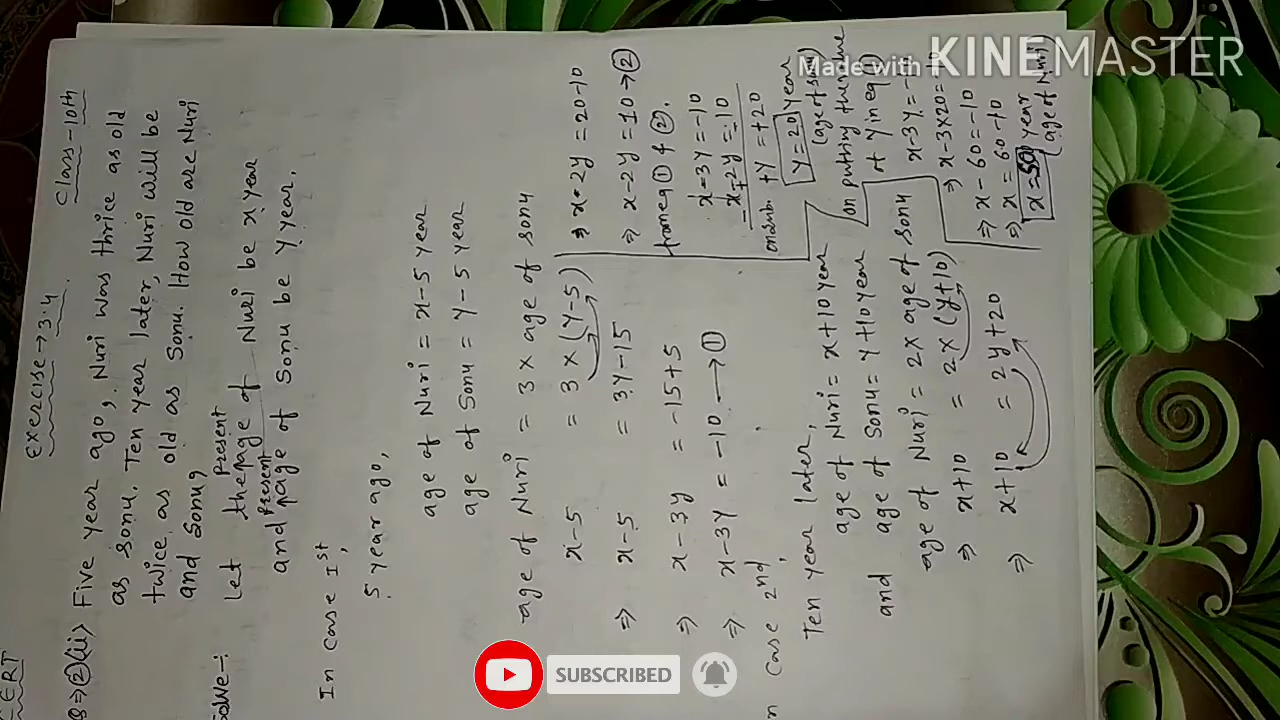 CERT
exercise→3.4. Class-10th
Q⇒②(ii)> Five year ago, Nuri was thrice as old
as sonu. Ten year later, Nuri will be
twice as old as Sonu. How old are Nuri
and Sonu,
Solve-:
Let the present age of Nuri be x year
and present age of Sonu be y year.
In case Ist,
5 year ago,
age of Nuri = x-5 year
age of Sonu = y-5 year
age of Nuri = 3 x age of sonu
x-5 = 3 x (y-5)
⇒ x-5 = 3y-15
⇒ x-3y = -15+5
⇒ x-3y = -10 → ①
In case 2nd,
Ten year later,
age of Nuri = x+10 year
and age of Sonu = y+10 year
age of Nuri = 2x age of sonu
⇒ x+10 = 2x (y+10)
⇒ x+10 = 2y+20
⇒ x-2y = 20-10
⇒ x-2y = 10 → ②
from eq ① & ②.
x-3y = -10
x-2y = 10
- + -
+y = +20
y = 20 year
(age of sonu)
on putting the value
of y in eq ①
x-3y = -10
⇒ x-3x20 = -10
⇒ x-60 = -10
⇒ x = 60-10
x = 50 year
(age of Nuri)
Made with KINEMASTER
SUBSCRIBED